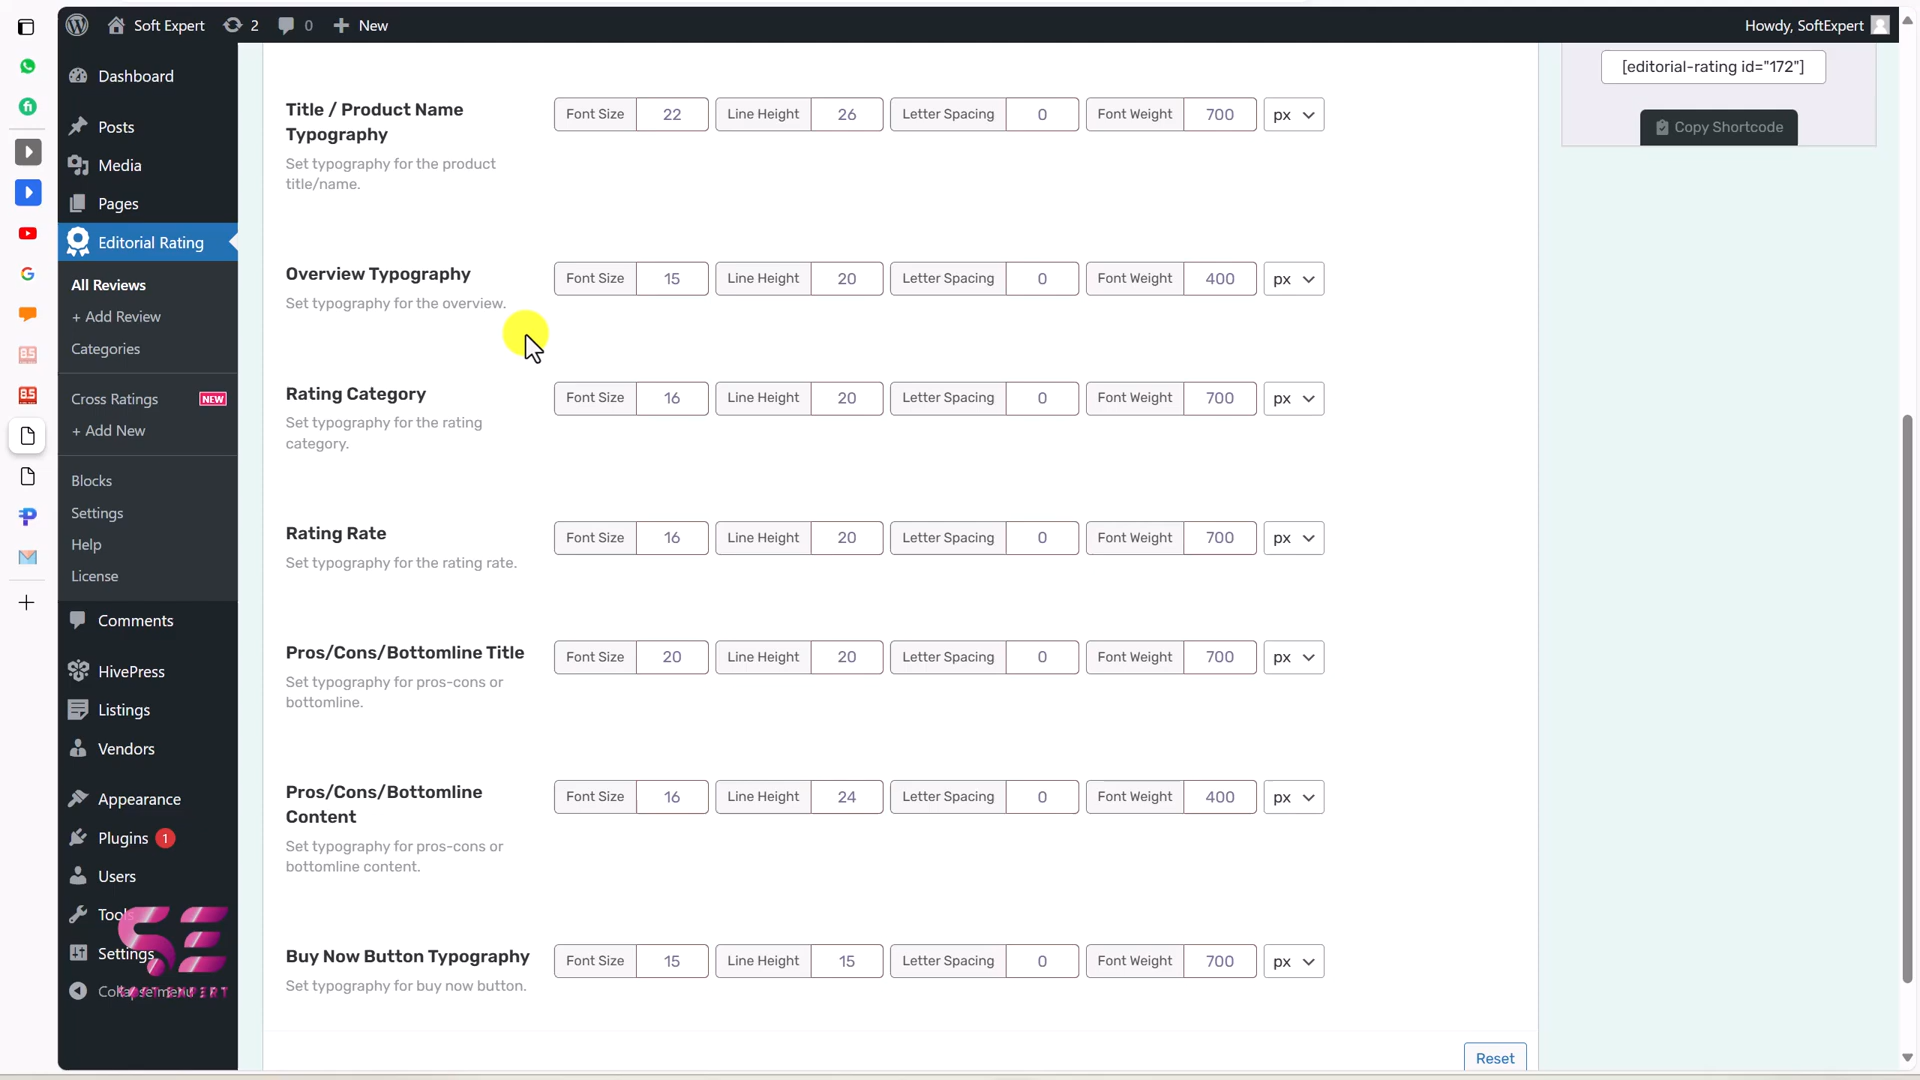 Soft Expert 2 0 New Howdy, SoftExpert
Dashboard
Posts
Media
Pages
Editorial Rating
All Reviews
+ Add Review
Categories
Cross Ratings NEW
+ Add New
Blocks
Settings
Help
License
Comments
HivePress
Listings
Vendors
Appearance
Plugins 1
Users
Tools
Settings
SE
SOFT EXPERT
[editorial-rating id="172"]
Copy Shortcode
Title / Product Name
Typography
Set typography for the product
title/name.
Font Size 22 Line Height 26 Letter Spacing 0 Font Weight 700 px
Overview Typography
Set typography for the overview.
Font Size 15 Line Height 20 Letter Spacing 0 Font Weight 400 px
Rating Category
Set typography for the rating
category.
Font Size 16 Line Height 20 Letter Spacing 0 Font Weight 700 px
Rating Rate
Set typography for the rating rate.
Font Size 16 Line Height 20 Letter Spacing 0 Font Weight 700 px
Pros/Cons/Bottomline Title
Set typography for pros-cons or
bottomline.
Font Size 20 Line Height 20 Letter Spacing 0 Font Weight 700 px
Pros/Cons/Bottomline
Content
Set typography for pros-cons or
bottomline content.
Font Size 16 Line Height 24 Letter Spacing 0 Font Weight 400 px
Buy Now Button Typography
Set typography for buy now button.
Font Size 15 Line Height 15 Letter Spacing 0 Font Weight 700 px
Reset